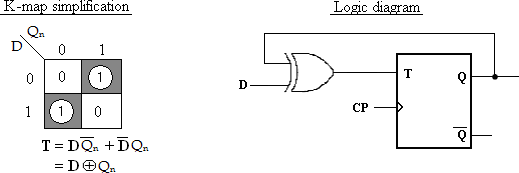 K-map simplification
Qn
D
0 1
0 0 1
1 1 0
T = DQ̅n + D̅Qn
= D ⊕ Qn
Logic diagram
D
T Q
CP
Q̅